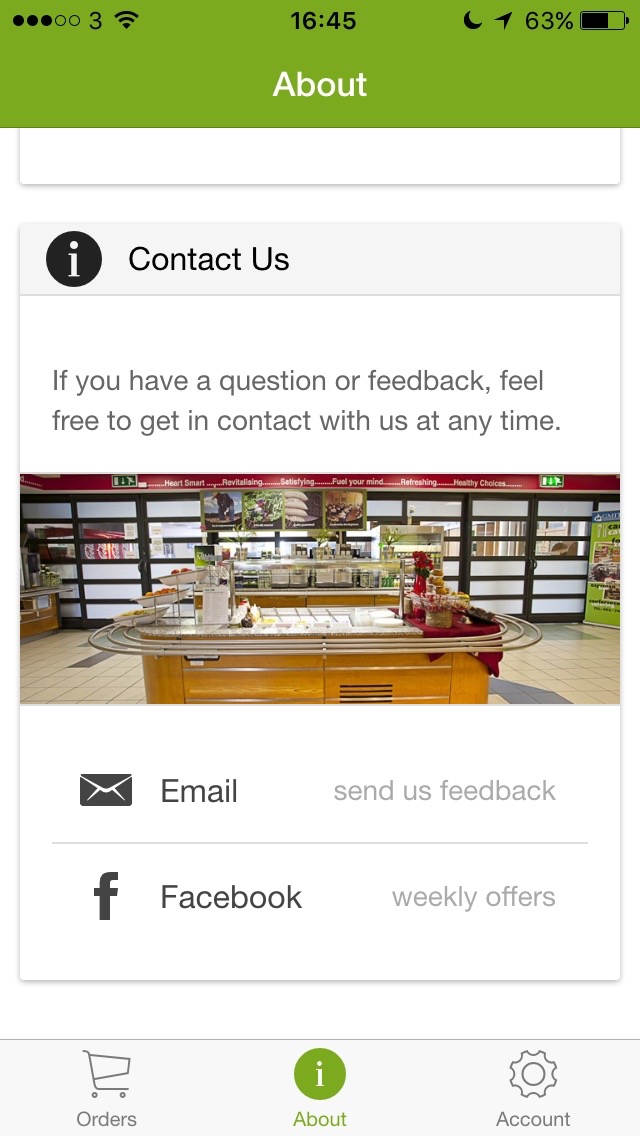 3 16:45 63%
About
i Contact Us
If you have a question or feedback, feel
free to get in contact with us at any time.
Heart Smart ....Revitalising.......Satisfying.........Fuel your mind.......Refreshing........Healthy Choices........
GMIT
Email send us feedback
f Facebook weekly offers
i
Orders About Account